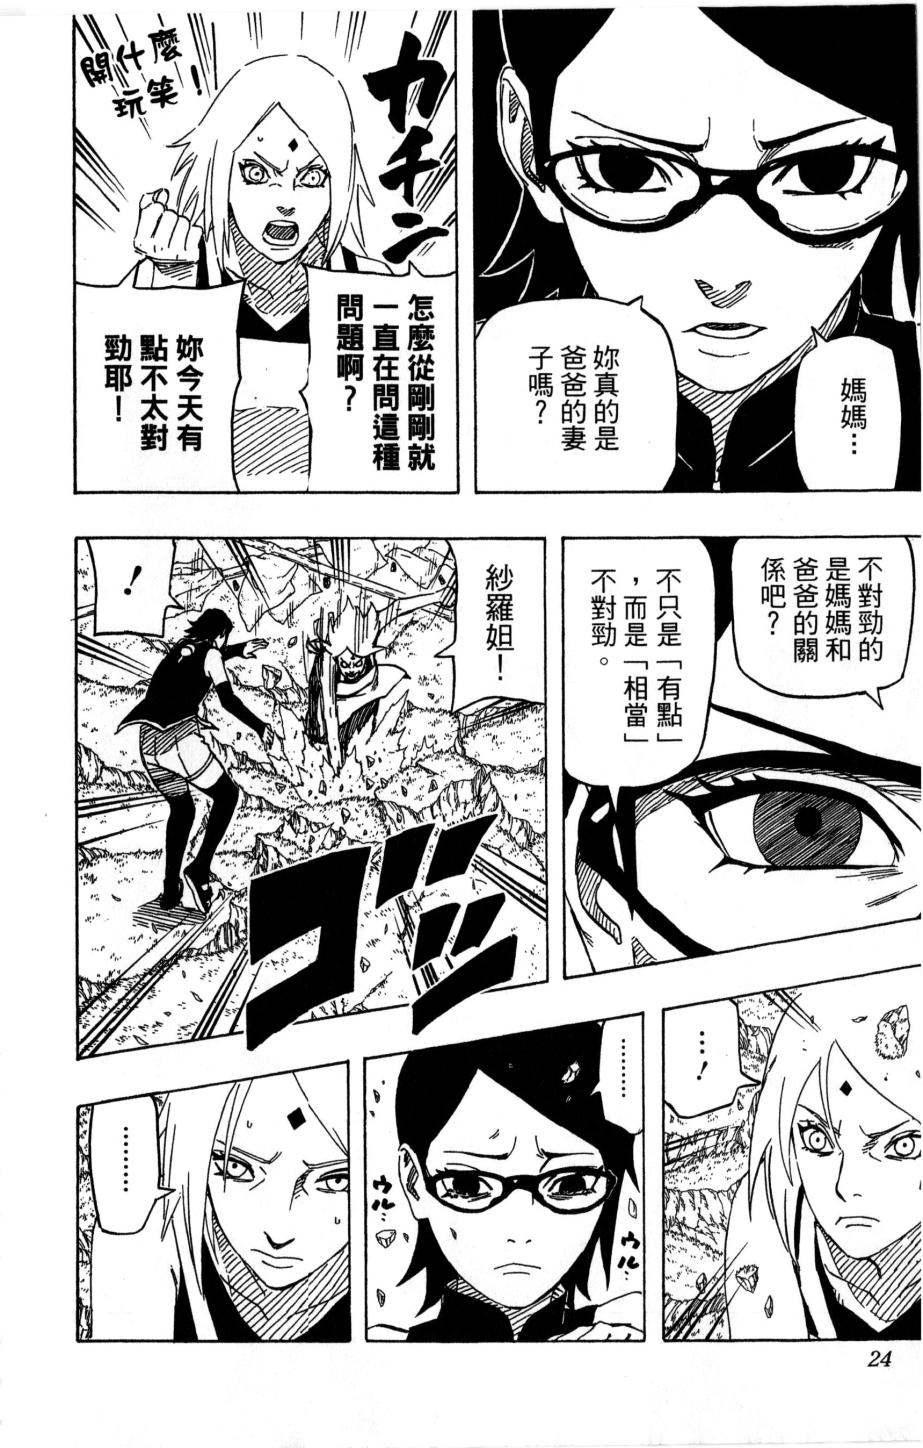 媽媽…
妳真的是
爸爸的妻
子嗎？
カチン
怎麼從剛剛就
一直在問這種
問題啊？
開什麼
玩笑！
妳今天有
點不太對
勁耶！
不對勁的
是媽媽和
爸爸的關
係吧？
不只是「有點」
，而是「相當」
不對勁。
紗羅妲！
！
ゴゴ
…！
………
ウル…
ウル…
………
24